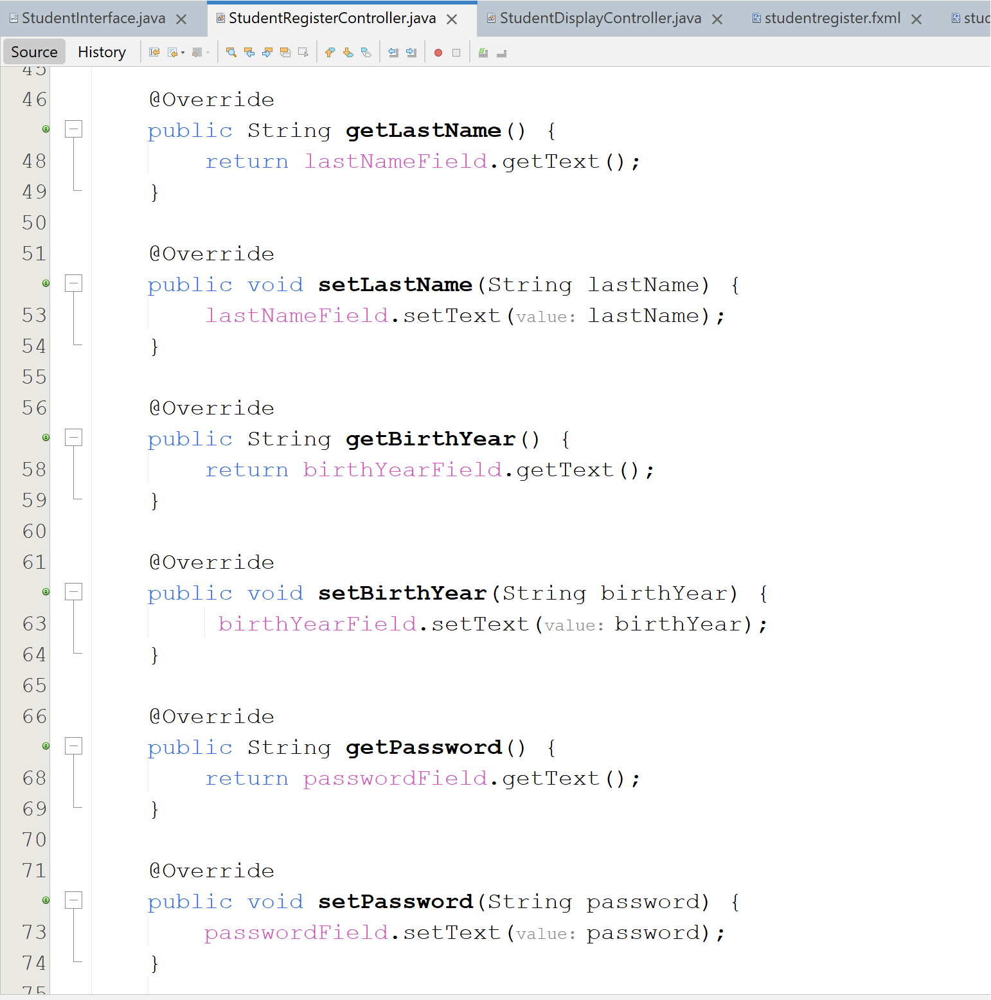 StudentInterface.java StudentRegisterController.java StudentDisplayController.java studentregister.fxml stud
Source History
45
46 @Override
public String getLastName() {
48 return lastNameField.getText();
49 }
50
51 @Override
public void setLastName(String lastName) {
53 lastNameField.setText(value: lastName);
54 }
55
56 @Override
public String getBirthYear() {
58 return birthYearField.getText();
59 }
60
61 @Override
public void setBirthYear(String birthYear) {
63 birthYearField.setText(value: birthYear);
64 }
65
66 @Override
public String getPassword() {
68 return passwordField.getText();
69 }
70
71 @Override
public void setPassword(String password) {
73 passwordField.setText(value: password);
74 }
75